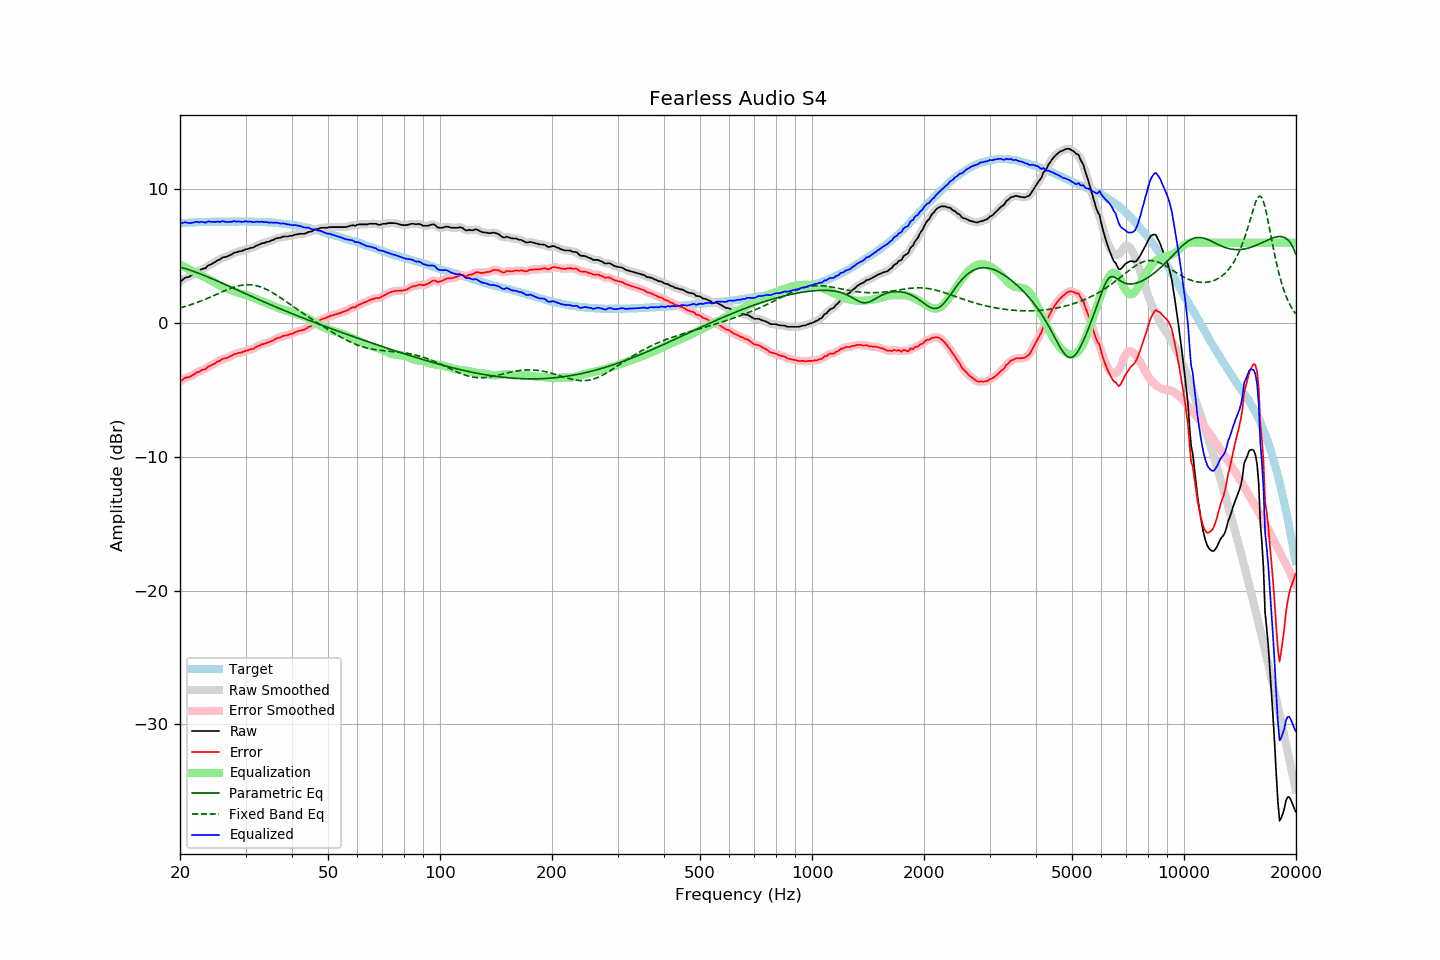 Fearless Audio S4
Amplitude (dBr)
10
0
−10
−20
−30
Target
Raw Smoothed
Error Smoothed
Raw
Error
Equalization
Parametric Eq
Fixed Band Eq
Equalized
20 50 100 200 500 1000 2000 5000 10000 20000
Frequency (Hz)